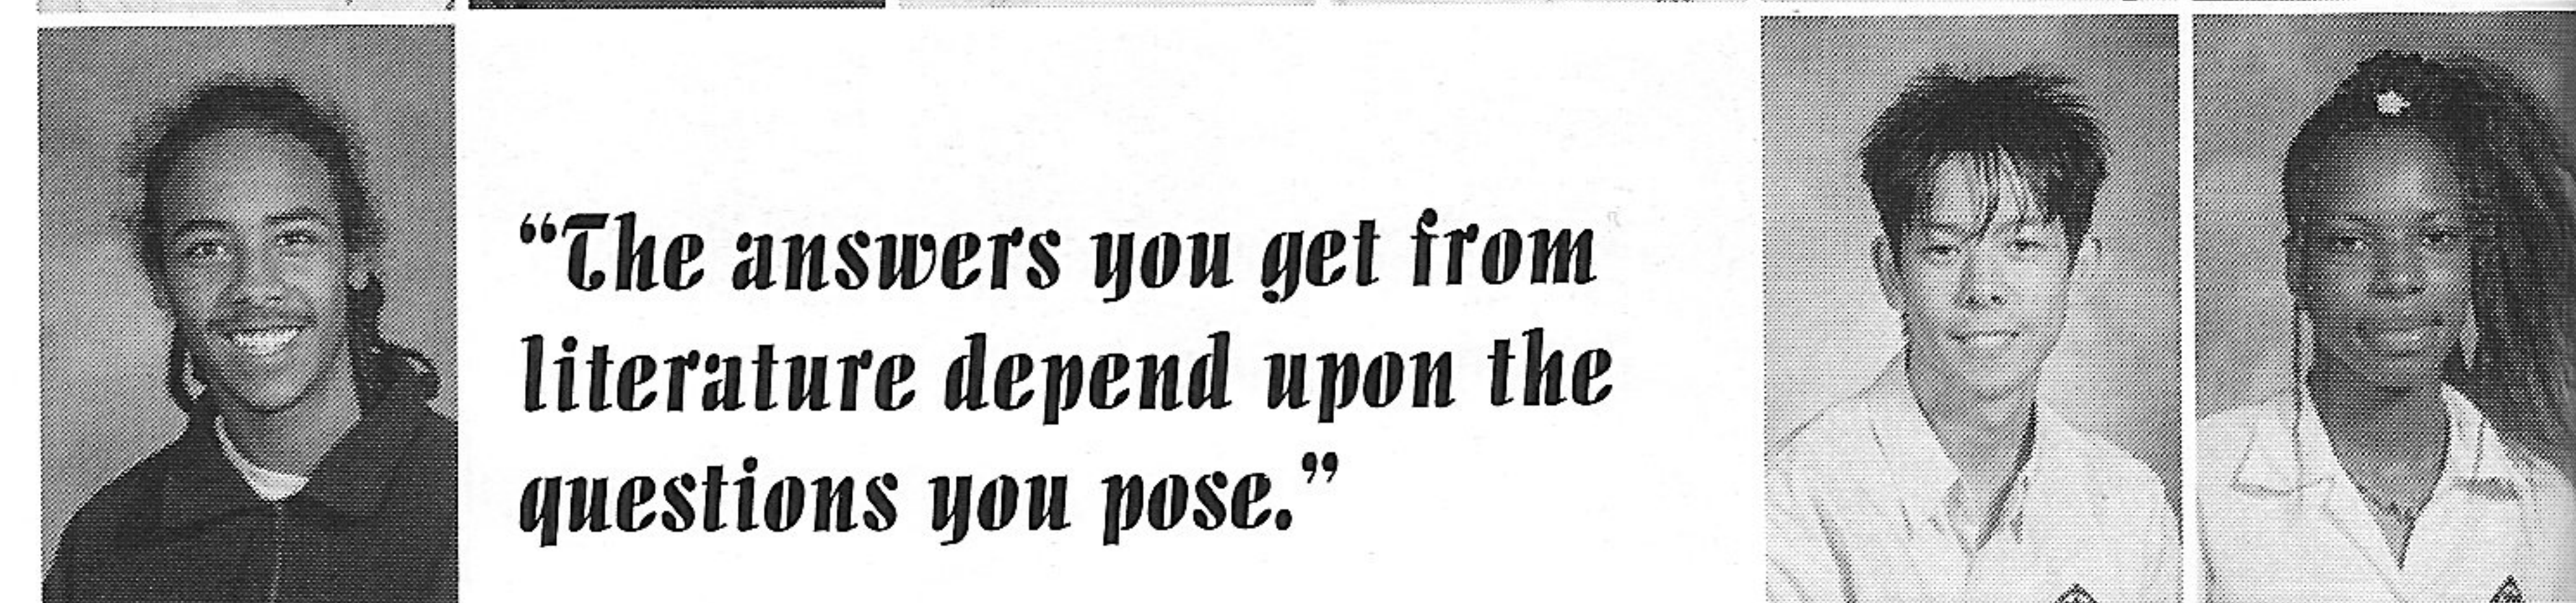 “The answers you get from
literature depend upon the
questions you pose.”